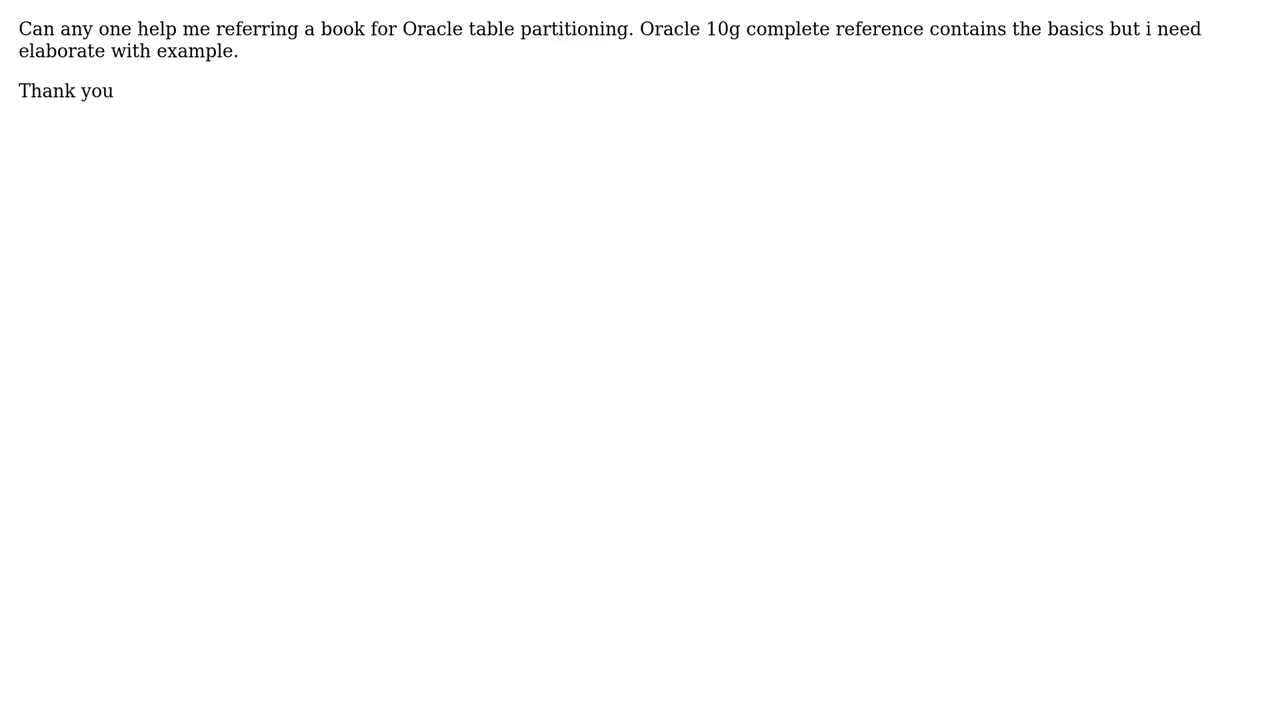 Can any one help me referring a book for Oracle table partitioning. Oracle 10g complete reference contains the basics but i need
elaborate with example.
Thank you